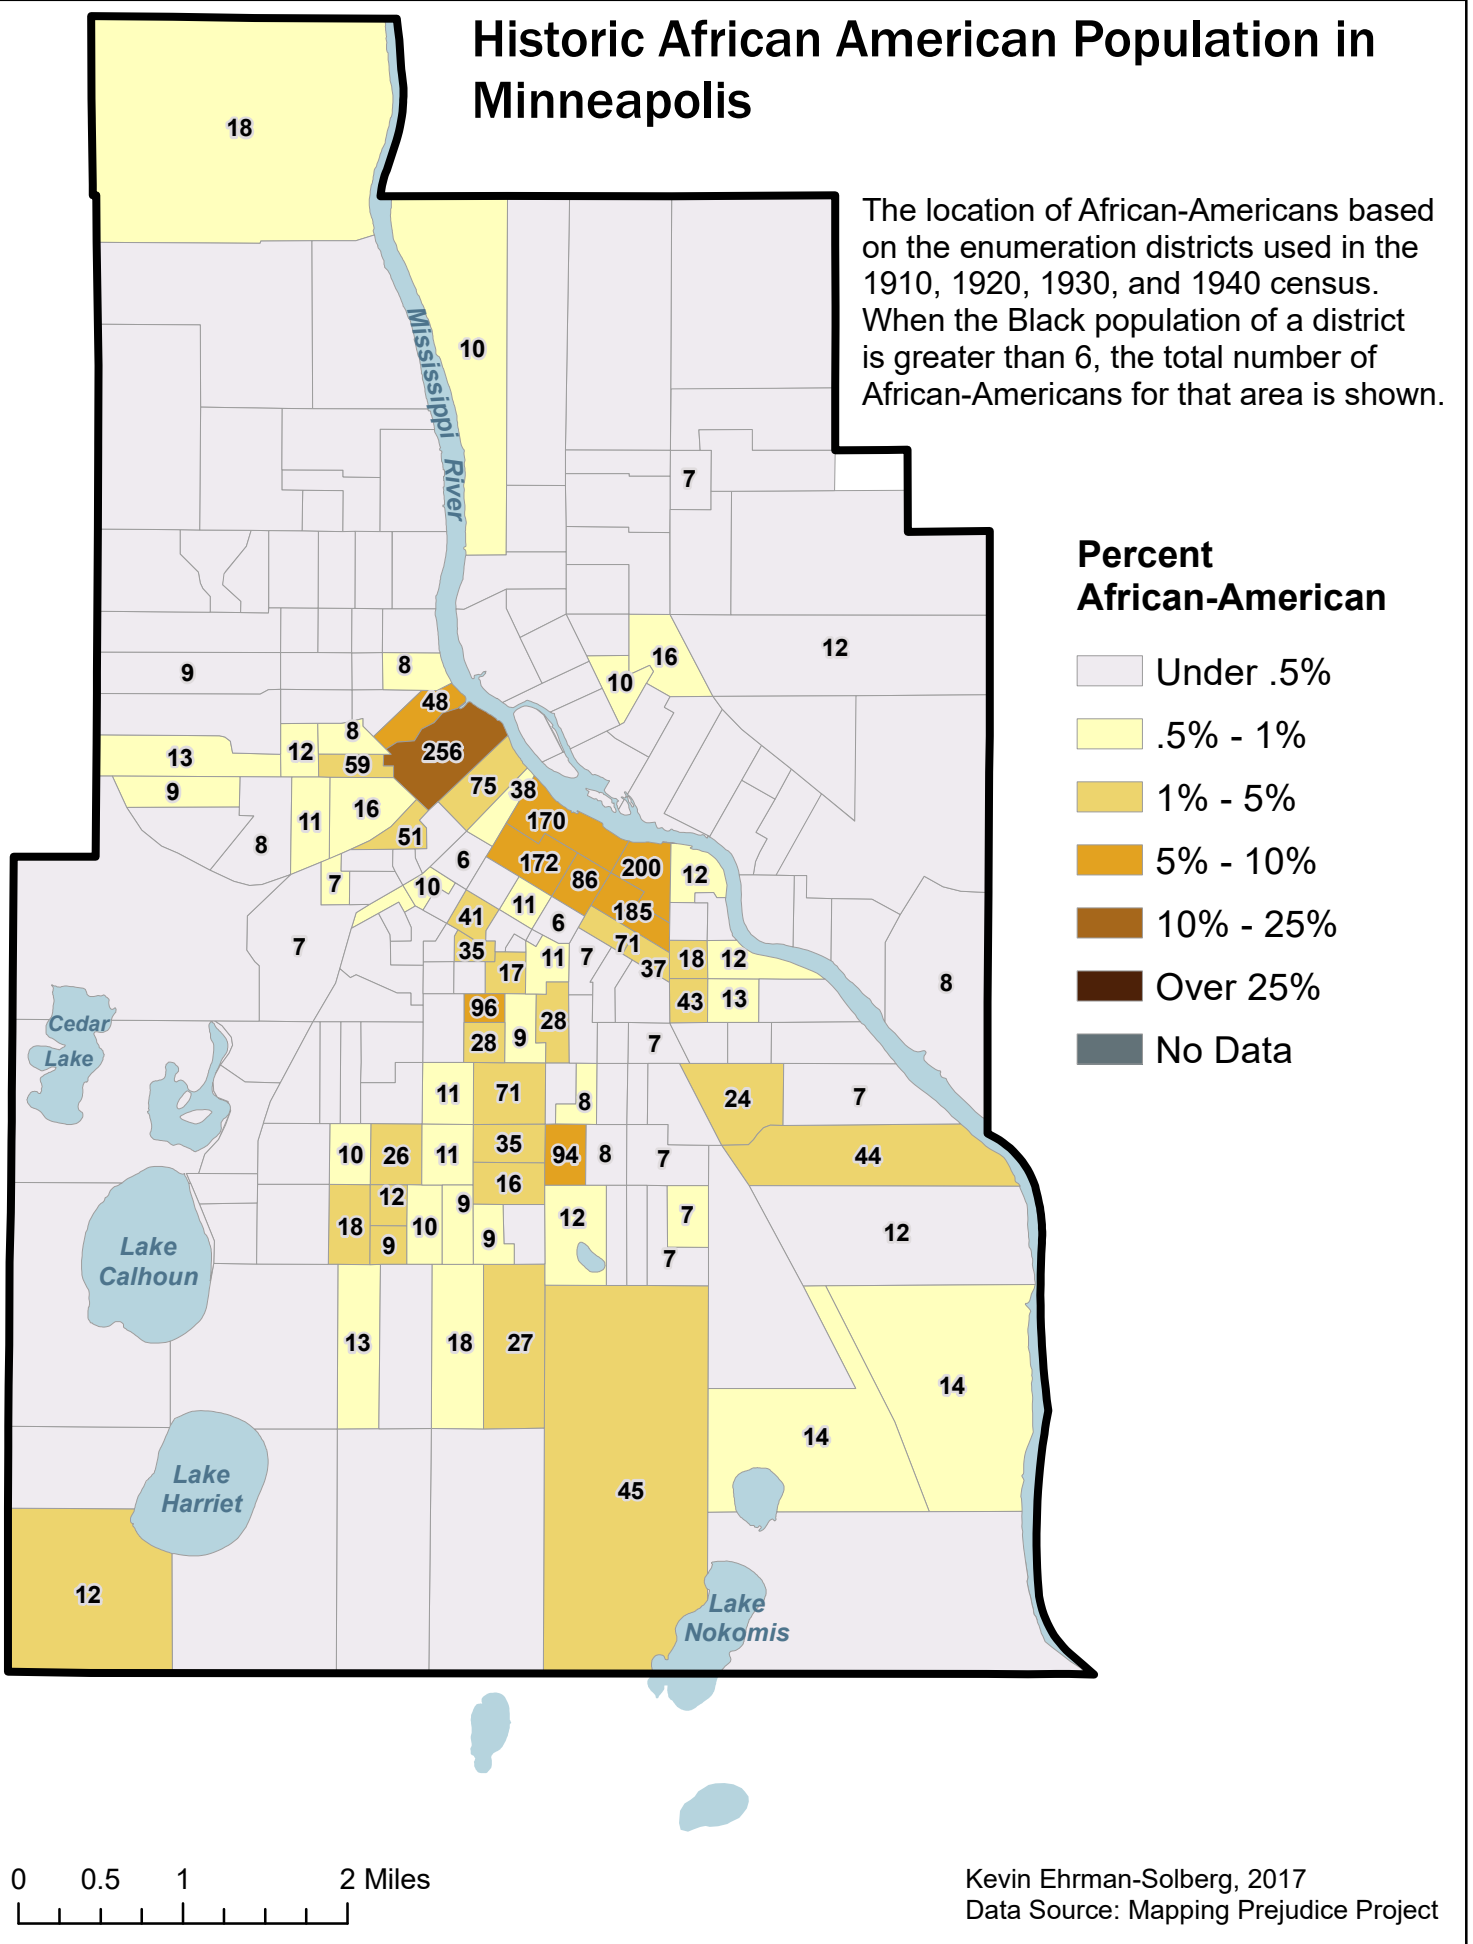 Historic African American Population in
Minneapolis
The location of African-Americans based
on the enumeration districts used in the
1910, 1920, 1930, and 1940 census.
When the Black population of a district
is greater than 6, the total number of
African-Americans for that area is shown.
18
10
Mississippi River
7
12
16
10
9
8
48
8
256
12
59
13
9
75
38
16
11
170
51
8
6
172
200
86
12
7
10
11
185
41
6
71
7
35
11
7
18
12
37
17
8
96
43
13
28
28
9
7
Cedar
Lake
11
71
8
24
7
10
26
11
35
94
8
7
44
16
12
9
18
10
9
9
12
7
12
7
Lake
Calhoun
13
18
27
14
14
45
Lake
Harriet
12
Lake
Nokomis
Percent
African-American
Under .5%
.5% - 1%
1% - 5%
5% - 10%
10% - 25%
Over 25%
No Data
0 0.5 1 2 Miles
Kevin Ehrman-Solberg, 2017
Data Source: Mapping Prejudice Project